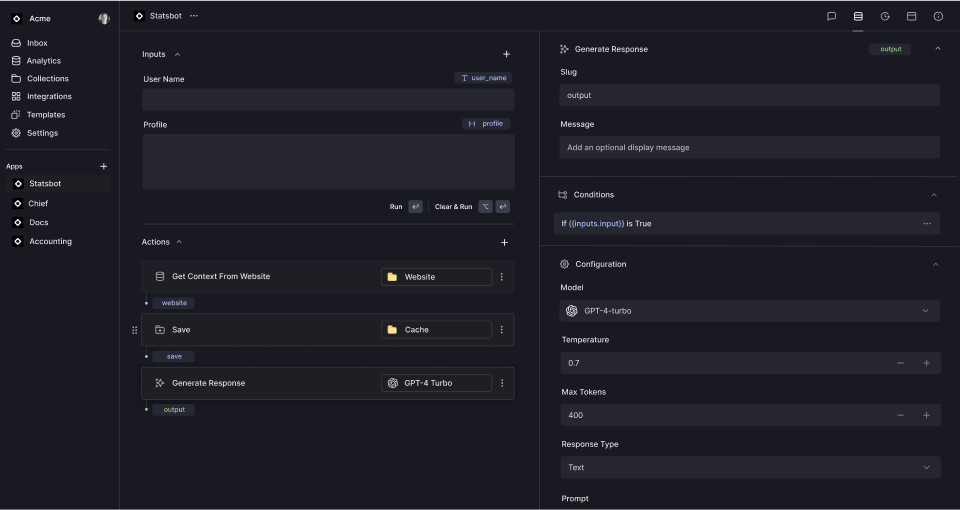 Acme
Inbox
Analytics
Collections
Integrations
Templates
Settings
Apps
Statsbot
Chief
Docs
Accounting
Statsbot
Inputs
User Name
user_name
Profile
profile
Run
Clear & Run
Actions
Get Context From Website
Website
website
Save
Cache
save
Generate Response
GPT-4 Turbo
output
Generate Response
output
Slug
output
Message
Add an optional display message
Conditions
If {{inputs.input}} is True
Configuration
Model
GPT-4-turbo
Temperature
0.7
Max Tokens
400
Response Type
Text
Prompt